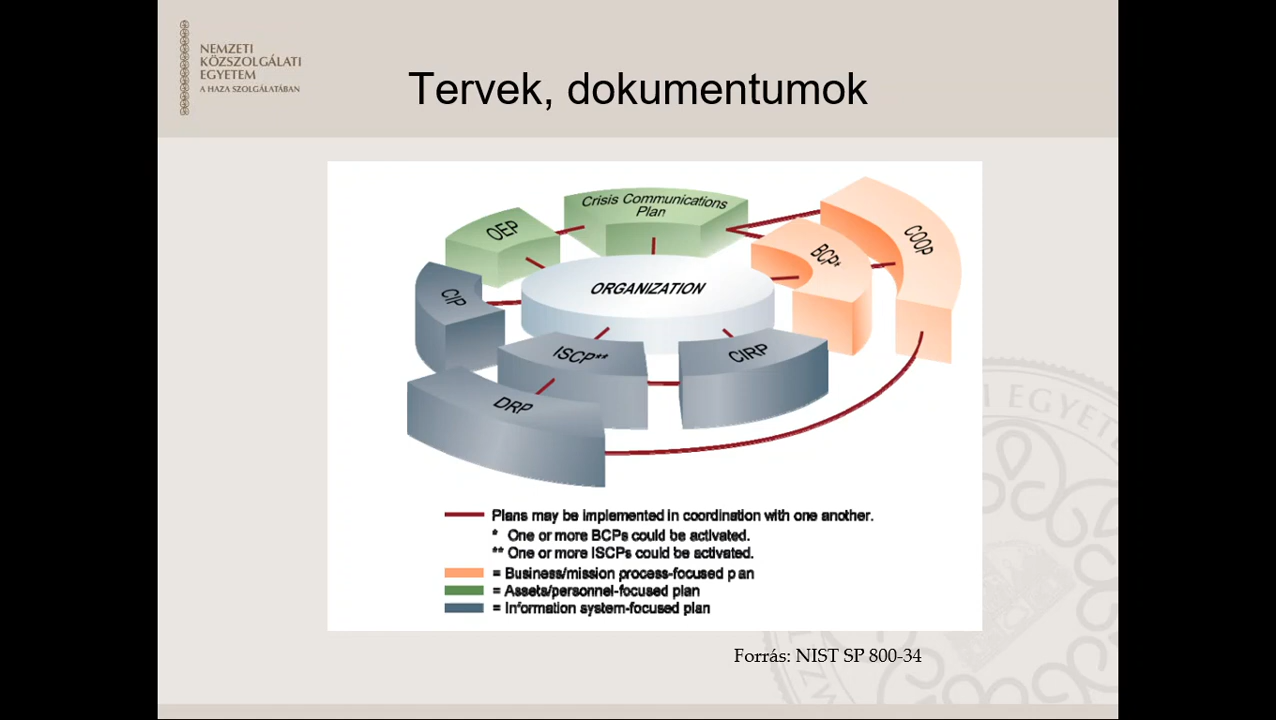 NEMZETI
KÖZSZOLGÁLATI
EGYETEM
A HAZA SZOLGÁLATÁBAN
Tervek, dokumentumok
Crisis Communications
Plan
OEP
COOP
BCP*
CIP
ORGANIZATION
ISCP**
CIRP
DRP
Plans may be implemented in coordination with one another.
* One or more BCPs could be activated.
** One or more ISCPs could be activated.
= Business/mission process-focused plan
= Assets/personnel-focused plan
= Information system-focused plan
Forrás: NIST SP 800-34
EGYETEM